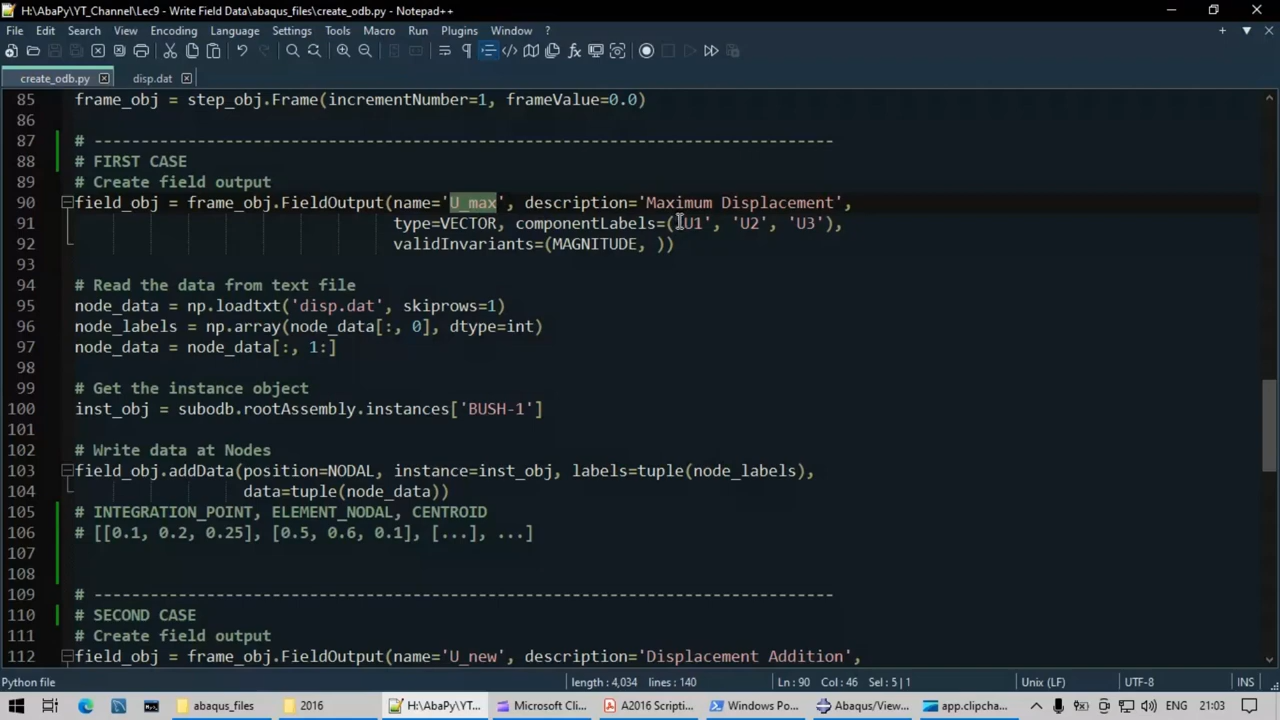 H:\AbaPy\YT_Channel\Lec9 - Write Field Data\abaqus_files\create_odb.py - Notepad++
File Edit Search View Encoding Language Settings Tools Macro Run Plugins Window ?
create_odb.py disp.dat
85 frame_obj = step_obj.Frame(incrementNumber=1, frameValue=0.0)
86
87 # -------------------------------------------------------------------------------
88 # FIRST CASE
89 # Create field output
90 field_obj = frame_obj.FieldOutput(name='U_max', description='Maximum Displacement',
91 type=VECTOR, componentLabels=('U1', 'U2', 'U3'),
92 validInvariants=(MAGNITUDE, ))
93
94 # Read the data from text file
95 node_data = np.loadtxt('disp.dat', skiprows=1)
96 node_labels = np.array(node_data[:, 0], dtype=int)
97 node_data = node_data[:, 1:]
98
99 # Get the instance object
100 inst_obj = subodb.rootAssembly.instances['BUSH-1']
101
102 # Write data at Nodes
103 field_obj.addData(position=NODAL, instance=inst_obj, labels=tuple(node_labels),
104 data=tuple(node_data))
105 # INTEGRATION_POINT, ELEMENT_NODAL, CENTROID
106 # [[0.1, 0.2, 0.25], [0.5, 0.6, 0.1], [...], ...]
107
108
109 # -------------------------------------------------------------------------------
110 # SECOND CASE
111 # Create field output
112 field_obj = frame_obj.FieldOutput(name='U_new', description='Displacement Addition',
Python file length : 4,034 lines : 140 Ln : 90 Col : 46 Sel : 5 | 1 Unix (LF) UTF-8 INS
abaqus_files 2016 H:\AbaPy\YT... Microsoft Cli... A2016 Scripti... Windows Po... Abaqus/View... app.clipcha... ENG 21:03